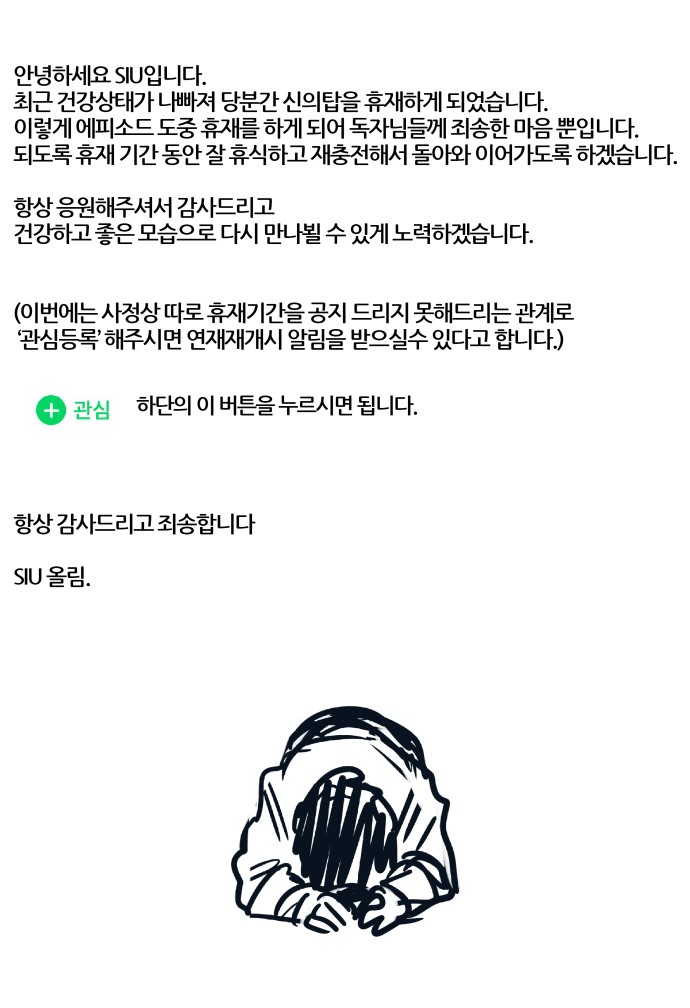 안녕하세요 SIU입니다.
최근 건강상태가 나빠져 당분간 신의탑을 휴재하게 되었습니다.
이렇게 에피소드 도중 휴재를 하게 되어 독자님들께 죄송한 마음 뿐입니다.
되도록 휴재 기간 동안 잘 휴식하고 재충전해서 돌아와 이어가도록 하겠습니다.
항상 응원해주셔서 감사드리고
건강하고 좋은 모습으로 다시 만나뵐 수 있게 노력하겠습니다.
(이번에는 사정상 따로 휴재기간을 공지 드리지 못해드리는 관계로
‘관심등록’ 해주시면 연재재개시 알림을 받으실수 있다고 합니다.)
관심 하단의 이 버튼을 누르시면 됩니다.
항상 감사드리고 죄송합니다
SIU 올림.